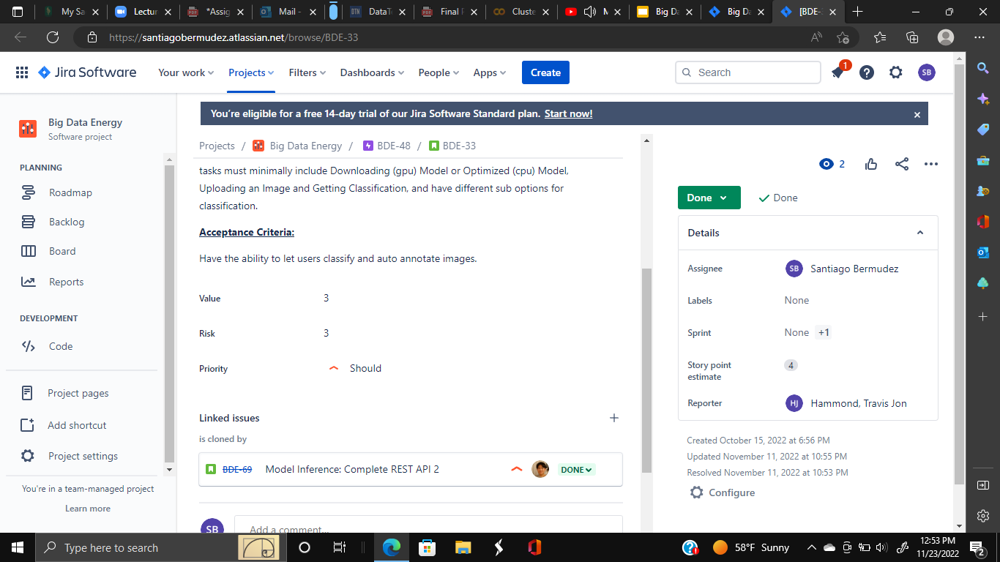 My Sa
Lectur
*Assig
Mail -
DTN
DataTe
Final P
Cluste
M
Big Da
Big Da
[BDE-3
https://santiagobermudez.atlassian.net/browse/BDE-33
Jira Software
Your work
Projects
Filters
Dashboards
People
Apps
Create
Search
1
SB
Big Data Energy
Software project
PLANNING
Roadmap
Backlog
Board
Reports
DEVELOPMENT
Code
Project pages
Add shortcut
Project settings
You're in a team-managed project
Learn more
You're eligible for a free 14-day trial of our Jira Software Standard plan. Start now!
Projects / Big Data Energy / BDE-48 / BDE-33
tasks must minimally include Downloading (gpu) Model or Optimized (cpu) Model,
Uploading an Image and Getting Classification, and have different sub options for
classification.
Acceptance Criteria:
Have the ability to let users classify and auto annotate images.
Value 3
Risk 3
Priority Should
Linked issues
is cloned by
BDE-69 Model Inference: Complete REST API 2 DONE
SB Add a comment...
2
Done
Done
Details
Assignee SB Santiago Bermudez
Labels None
Sprint None +1
Story point
estimate 4
Reporter HJ Hammond, Travis Jon
Created October 15, 2022 at 6:56 PM
Updated November 11, 2022 at 10:55 PM
Resolved November 11, 2022 at 10:53 PM
Configure
Type here to search
58°F Sunny
12:53 PM
11/23/2022
2